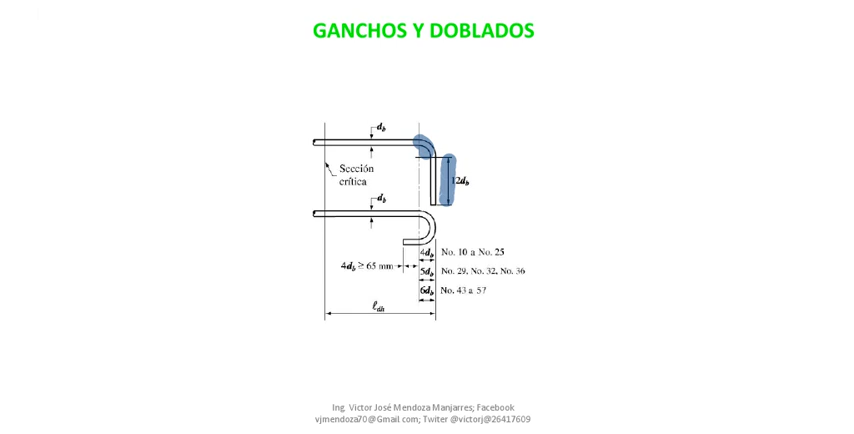 GANCHOS Y DOBLADOS
d_b
Sección
crítica
12d_b
d_b
4d_b No. 10 a No. 25
4d_b ≥ 65 mm
5d_b No. 29, No. 32, No. 36
6d_b No. 43 a 57
ℓ_dh
Ing. Victor José Mendoza Manjarres; Facebook
vjmendoza70@Gmail com; Twiter @victorj@26417609